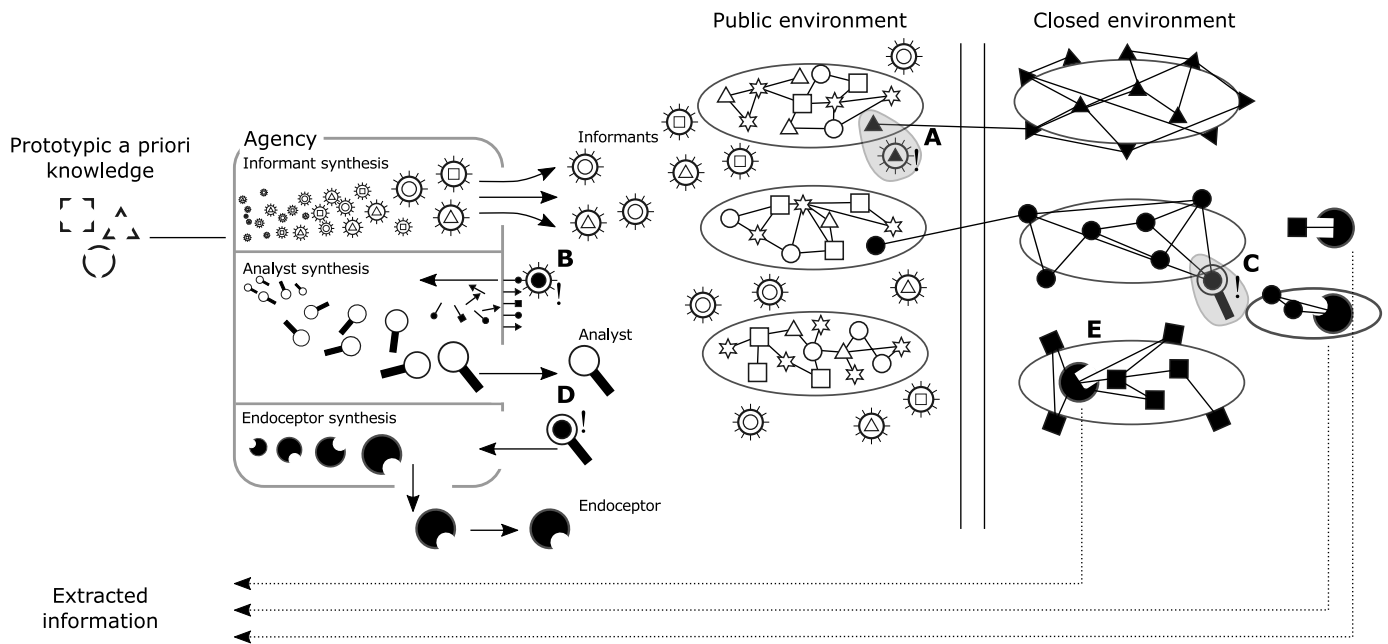 Public environment
Closed environment
Prototypic a priori
knowledge
Agency
Informant synthesis
Informants
A
!
Analyst synthesis
B
!
C
!
Analyst
E
D
!
Endoceptor synthesis
Endoceptor
Extracted
information